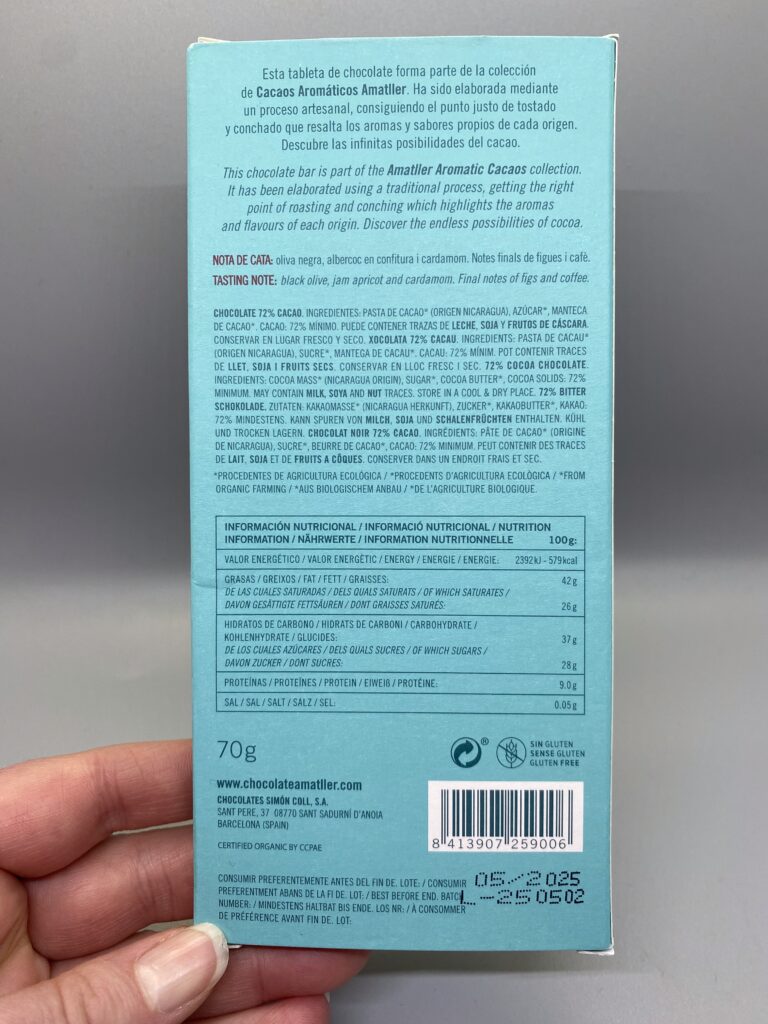 Esta tableta de chocolate forma parte de la colección
de Cacaos Aromáticos Amatller. Ha sido elaborada mediante
un proceso artesanal, consiguiendo el punto justo de tostado
y conchado que resalta los aromas y sabores propios de cada origen.
Descubre las infinitas posibilidades del cacao.
This chocolate bar is part of the Amatller Aromatic Cacaos collection.
It has been elaborated using a traditional process, getting the right
point of roasting and conching which highlights the aromas
and flavours of each origin. Discover the endless possibilities of cocoa.
NOTA DE CATA: oliva negra, albercoc en confitura i cardamom. Notes finals de figues i cafè.
TASTING NOTE: black olive, jam apricot and cardamom. Final notes of figs and coffee.
CHOCOLATE 72% CACAO. INGREDIENTES: PASTA DE CACAO* (ORIGEN NICARAGUA), AZÚCAR*, MANTECA
DE CACAO*. CACAO: 72% MÍNIMO. PUEDE CONTENER TRAZAS DE LECHE, SOJA Y FRUTOS DE CÁSCARA.
CONSERVAR EN LUGAR FRESCO Y SECO. XOCOLATA 72% CACAU. INGREDIENTS: PASTA DE CACAU*
(ORIGEN NICARAGUA), SUCRE*, MANTEGA DE CACAU*. CACAU: 72% MÍNIM. POT CONTENIR TRACES
DE LLET, SOJA I FRUITS SECS. CONSERVAR EN LLOC FRESC I SEC. 72% COCOA CHOCOLATE.
INGREDIENTS: COCOA MASS* (NICARAGUA ORIGIN), SUGAR*, COCOA BUTTER*, COCOA SOLIDS: 72%
MINIMUM. MAY CONTAIN MILK, SOYA AND NUT TRACES. STORE IN A COOL & DRY PLACE. 72% BITTER
SCHOKOLADE. ZUTATEN: KAKAOMASSE* (NICARAGUA HERKUNFT), ZUCKER*, KAKAOBUTTER*, KAKAO:
72% MINDESTENS. KANN SPUREN VON MILCH, SOJA UND SCHALENFRÜCHTEN ENTHALTEN. KÜHL
UND TROCKEN LAGERN. CHOCOLAT NOIR 72% CACAO. INGRÉDIENTS: PÂTE DE CACAO* (ORIGINE
DE NICARAGUA), SUCRE*, BEURRE DE CACAO*, CACAO: 72% MINIMUM. PEUT CONTENIR DES TRACES
DE LAIT, SOJA ET DE FRUITS A CÔQUES. CONSERVER DANS UN ENDROIT FRAIS ET SEC.
*PROCEDENTES DE AGRICULTURA ECOLÓGICA / *PROCEDENTS D'AGRICULTURA ECOLÒGICA / *FROM
ORGANIC FARMING / *AUS BIOLOGISCHEM ANBAU / *DE L'AGRICULTURE BIOLOGIQUE.
INFORMACIÓN NUTRICIONAL / INFORMACIÓ NUTRICIONAL / NUTRITION
INFORMATION / NÄHRWERTE / INFORMATION NUTRITIONNELLE 100g:
VALOR ENERGÉTICO / VALOR ENERGÈTIC / ENERGY / ENERGIE / ENERGIE: 2392kJ - 579kcal
GRASAS / GREIXOS / FAT / FETT / GRAISSES: 42g
DE LAS CUALES SATURADAS / DELS QUALS SATURATS / OF WHICH SATURATES /
DAVON GESÄTTIGTE FETTSÄUREN / DONT GRAISSES SATURÉS: 26g
HIDRATOS DE CARBONO / HIDRATS DE CARBONI / CARBOHYDRATE /
KOHLENHYDRATE / GLUCIDES: 37g
DE LOS CUALES AZÚCARES / DELS QUALS SUCRES / OF WHICH SUGARS /
DAVON ZUCKER / DONT SUCRES: 28g
PROTEÍNAS / PROTEÏNES / PROTEIN / EIWEIß / PROTÉINE: 9.0g
SAL / SAL / SALT / SALZ / SEL: 0.05g
70g
®
SIN GLUTEN
SENSE GLUTEN
GLUTEN FREE
www.chocolateamatller.com
CHOCOLATES SIMÓN COLL, S.A.
SANT PERE, 37 08770 SANT SADURNÍ D'ANOIA
BARCELONA (SPAIN)
8 413907 259006
CERTIFIED ORGANIC BY CCPAE
CONSUMIR PREFERENTEMENTE ANTES DEL FIN DE. LOTE: / CONSUMIR
PREFERENTMENT ABANS DE LA FI DE. LOT: / BEST BEFORE END. BATCH
NUMBER: / MINDESTENS HALTBAT BIS ENDE. LOS NR: / À CONSOMMER
DE PRÉFÉRENCE AVANT FIN DE. LOT:
05/2025
L-250502